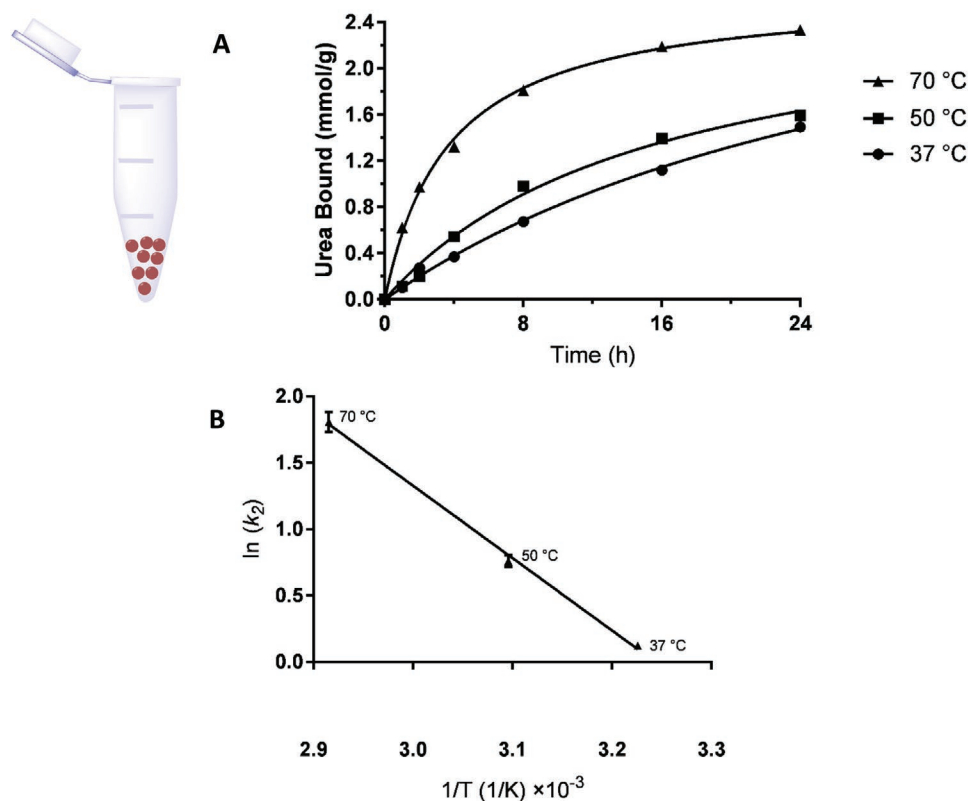 A
Urea Bound (mmol/g)
2.4
2.0
1.6
1.2
0.8
0.4
0.0
0 8 16 24
Time (h)
70 °C
50 °C
37 °C
B
ln (k₂)
2.0
1.5
1.0
0.5
0.0
70 °C
50 °C
37 °C
2.9 3.0 3.1 3.2 3.3
1/T (1/K) ×10⁻³